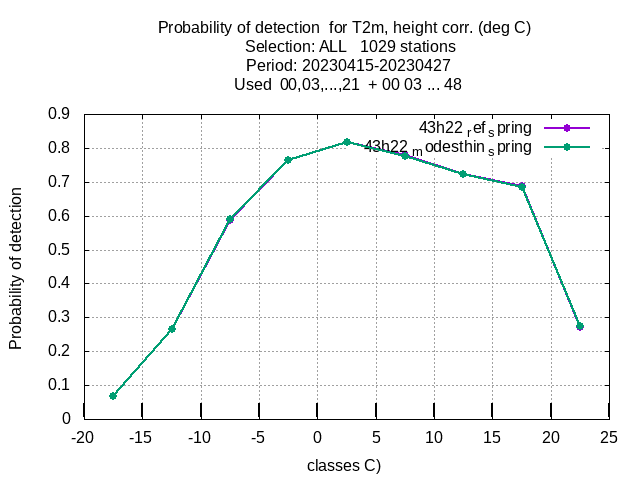 Probability of detection  for T2m, height corr. (deg C)
Selection: ALL   1029 stations
Period: 20230415-20230427
Used  00,03,...,21  + 00 03 ... 48
0.9
0.8
0.7
0.6
0.5
0.4
0.3
0.2
0.1
0
Probability of detection
43h22_ref_spring
43h22_modesthin_spring
-20 -15 -10 -5 0 5 10 15 20 25
classes C)